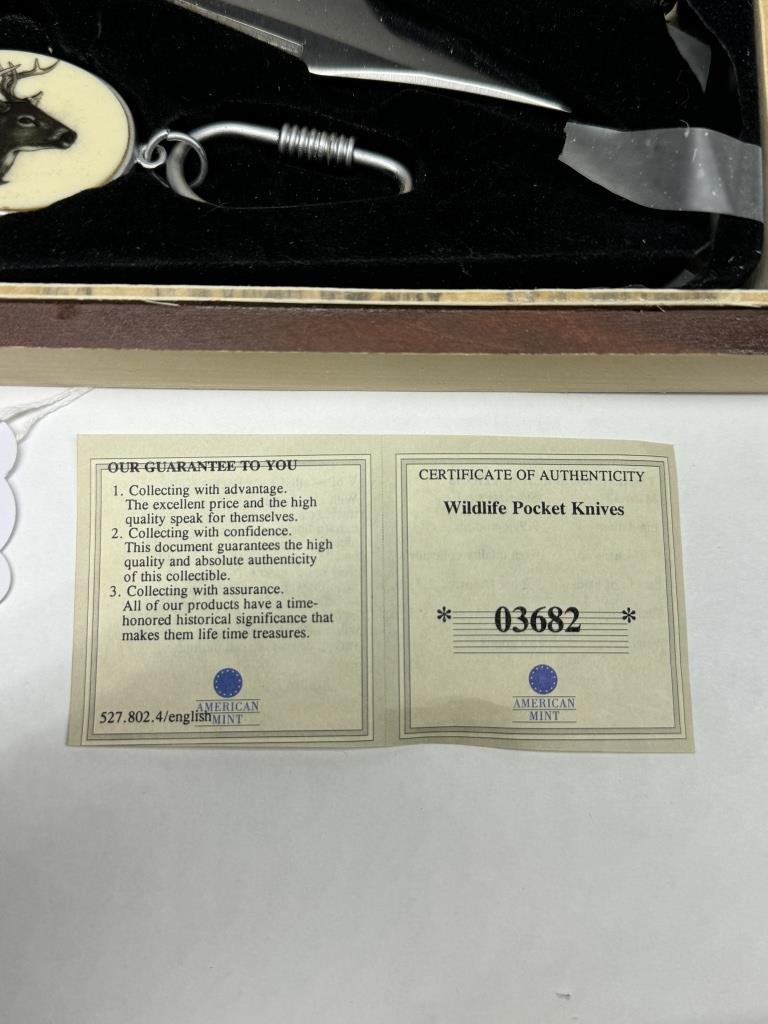 OUR GUARANTEE TO YOU
1. Collecting with advantage.
The excellent price and the high
quality speak for themselves.
2. Collecting with confidence.
This document guarantees the high
quality and absolute authenticity
of this collectible.
3. Collecting with assurance.
All of our products have a time-
honored historical significance that
makes them life time treasures.
AMERICAN
MINT
527.802.4/english
CERTIFICATE OF AUTHENTICITY
Wildlife Pocket Knives
* 03682 *
AMERICAN
MINT